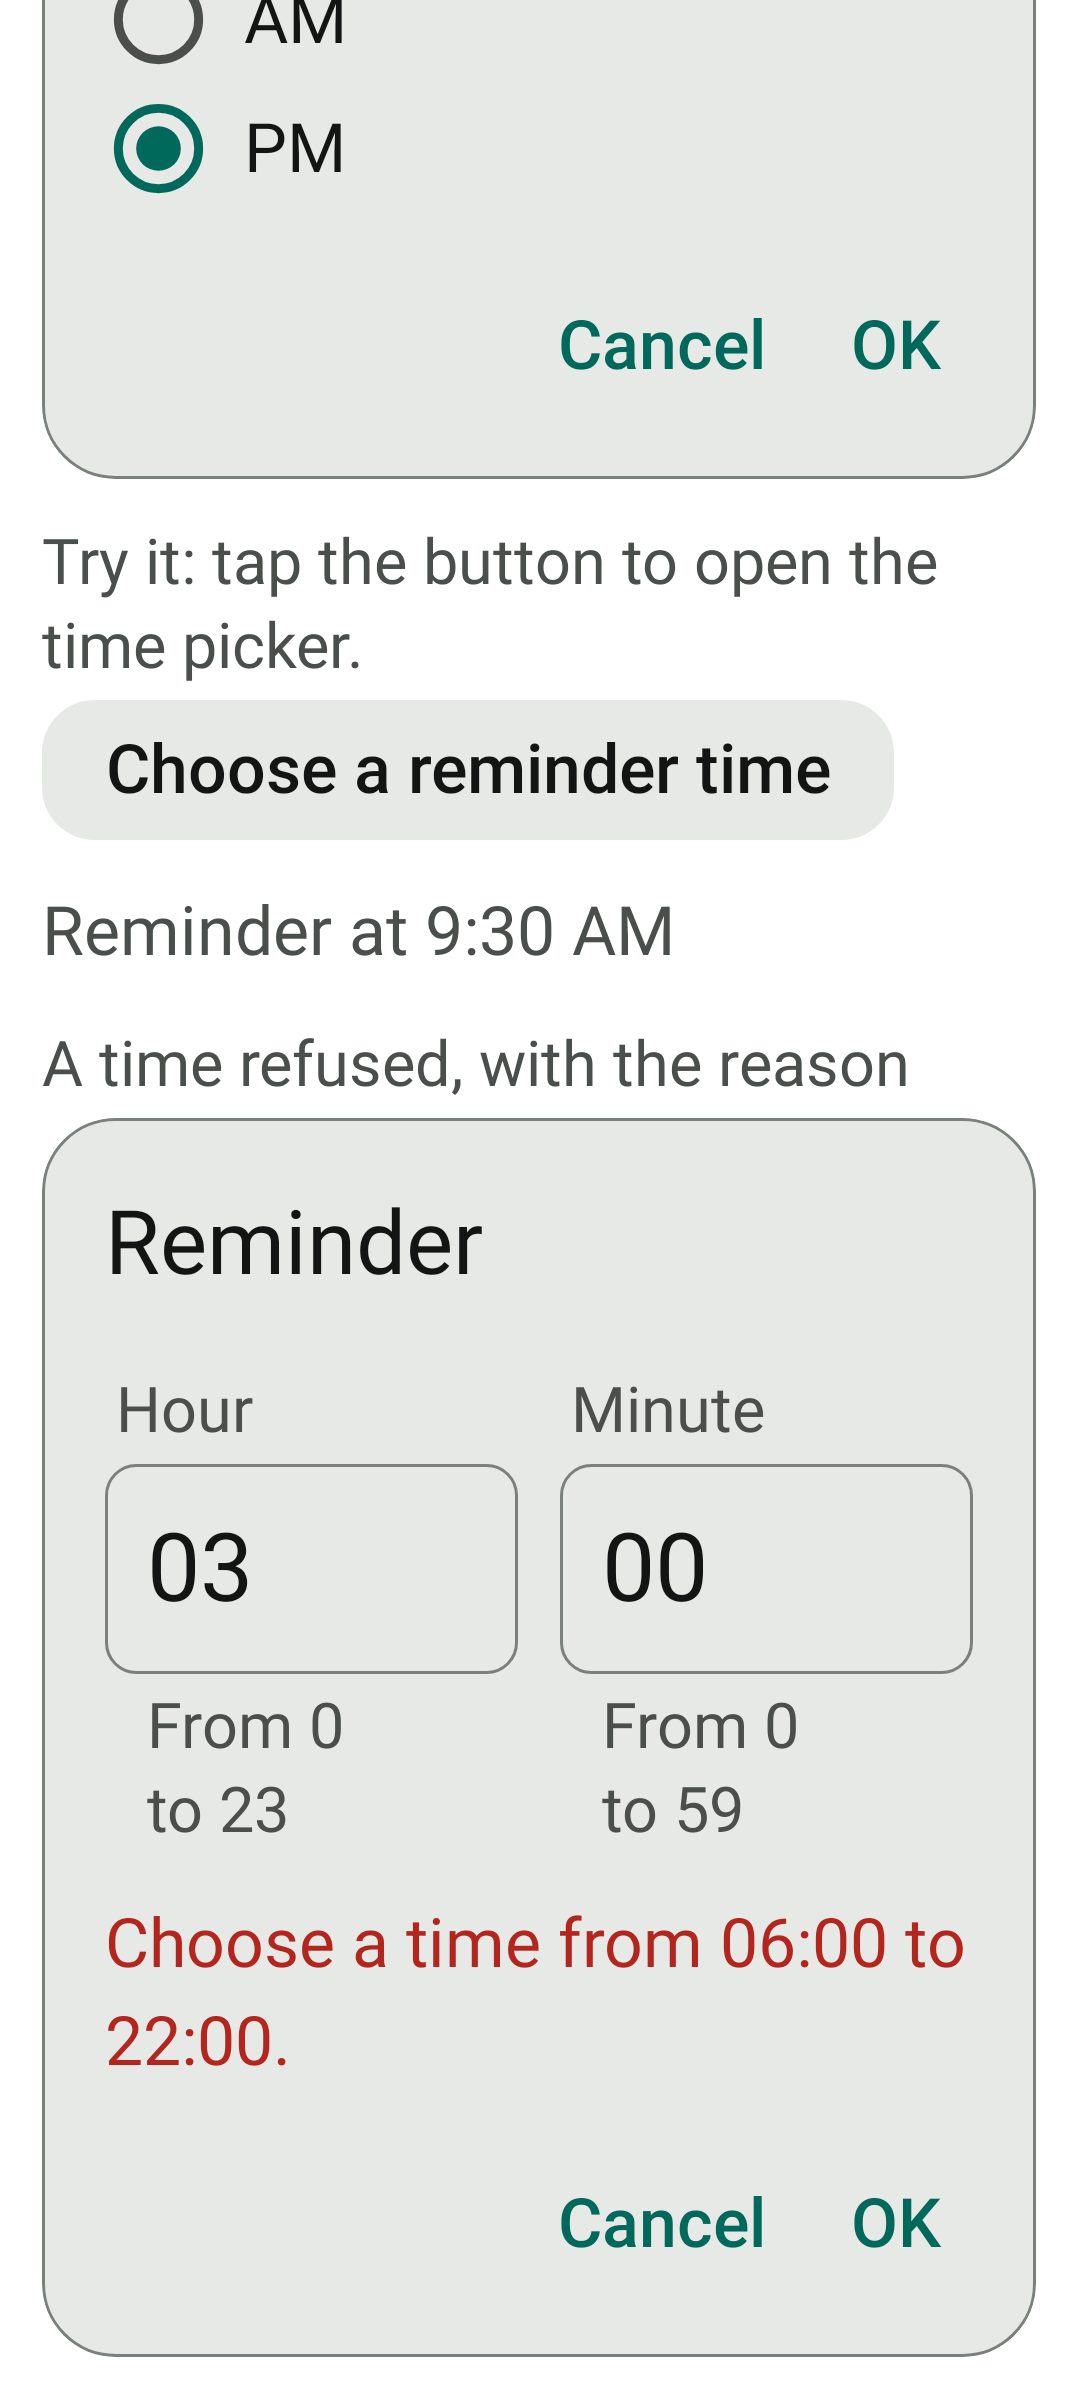 AM
PM
Cancel OK
Try it: tap the button to open the
time picker.
Choose a reminder time
Reminder at 9:30 AM
A time refused, with the reason
Reminder
Hour Minute
03 00
From 0 From 0
to 23 to 59
Choose a time from 06:00 to
22:00.
Cancel OK